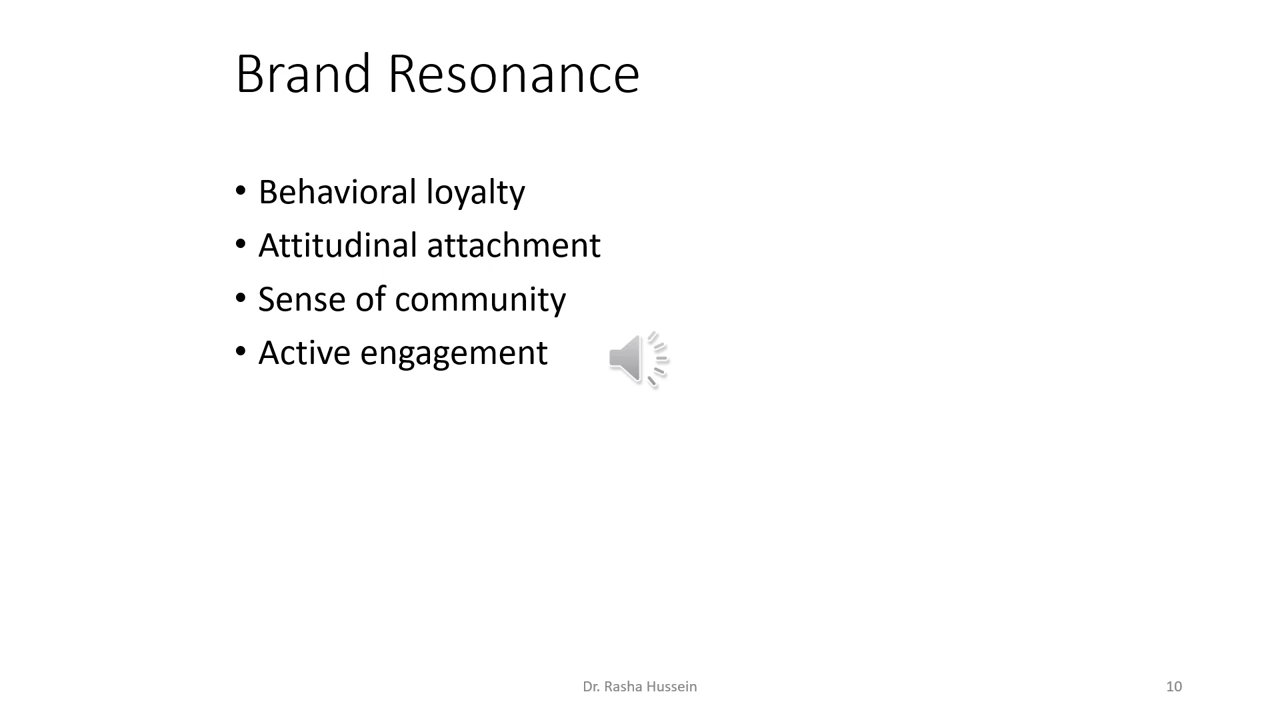 Brand Resonance
• Behavioral loyalty
• Attitudinal attachment
• Sense of community
• Active engagement
Dr. Rasha Hussein
10